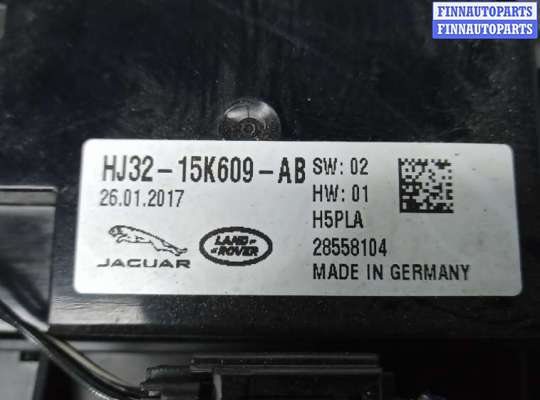 FINNAUTOPARTS
FINNAUTOPARTS
HJ32-15K609-AB
26.01.2017
SW: 02
HW: 01
H5PLA
28558104
MADE IN GERMANY
JAGUAR
LAND-
-ROVER